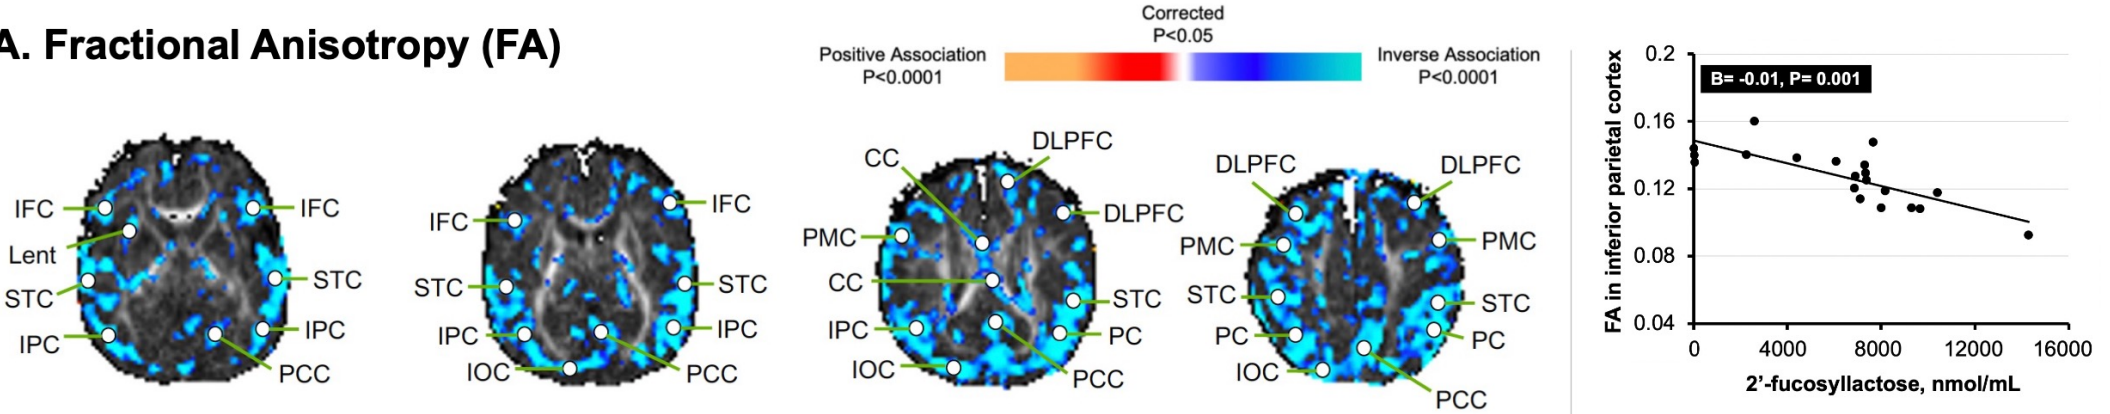 A. Fractional Anisotropy (FA)
Corrected
P<0.05
Positive Association
P<0.0001
Inverse Association
P<0.0001
IFC
IFC
Lent
STC
STC
IPC
IPC
PCC
IFC
IFC
STC
STC
IPC
IPC
IOC
PCC
CC
DLPFC
DLPFC
PMC
CC
STC
IPC
PC
IOC
PCC
DLPFC
DLPFC
PMC
PMC
STC
STC
PC
PC
IOC
PCC
FA in inferior parietal cortex
0.2
0.16
0.12
0.08
0.04
B= -0.01, P= 0.001
0 4000 8000 12000 16000
2'-fucosyllactose, nmol/mL